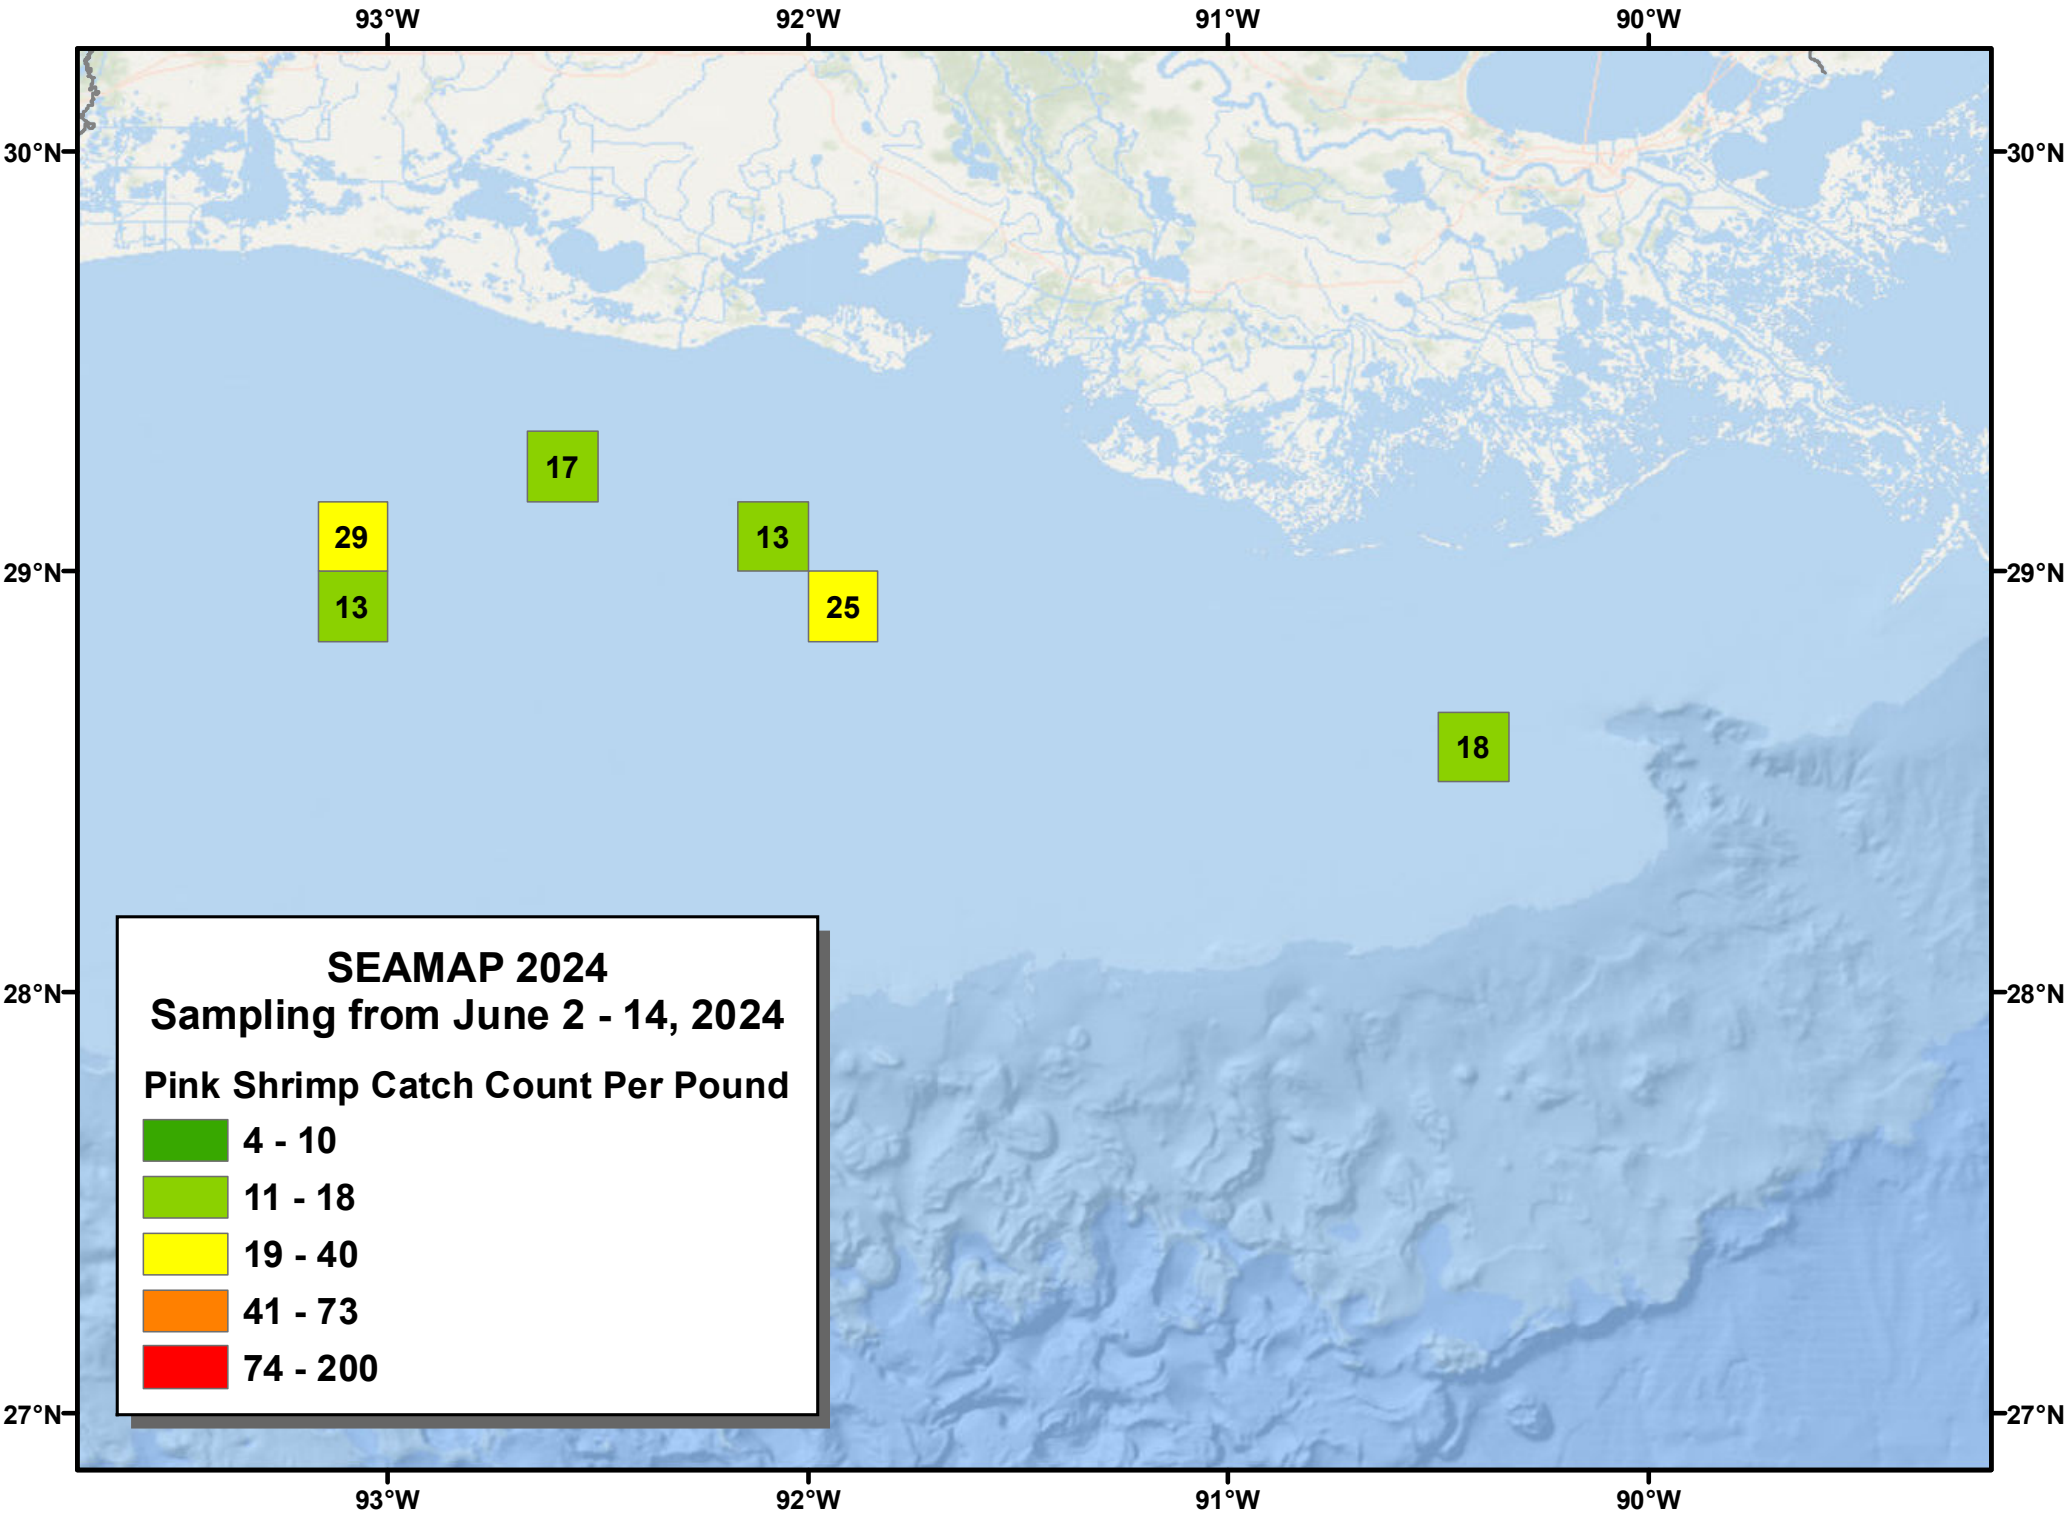 93°W 92°W 91°W 90°W
30°N 30°N
17
29 13
29°N 29°N
13 25
18
28°N 28°N
SEAMAP 2024
Sampling from June 2 - 14, 2024
Pink Shrimp Catch Count Per Pound
4 - 10
11 - 18
19 - 40
41 - 73
74 - 200
27°N 27°N
93°W 92°W 91°W 90°W